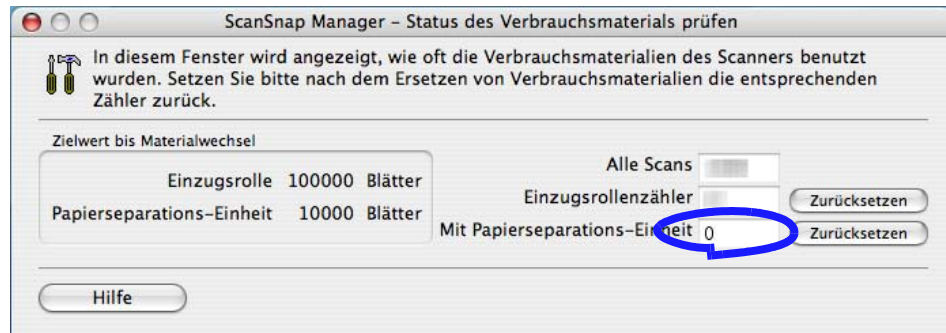 ScanSnap Manager – Status des Verbrauchsmaterials prüfen
In diesem Fenster wird angezeigt, wie oft die Verbrauchsmaterialien des Scanners benutzt
wurden. Setzen Sie bitte nach dem Ersetzen von Verbrauchsmaterialien die entsprechenden
Zähler zurück.
Zielwert bis Materialwechsel
Einzugsrolle 100000 Blätter
Papierseparations-Einheit 10000 Blätter
Alle Scans
Einzugsrollenzähler Zurücksetzen
Mit Papierseparations-Einheit 0 Zurücksetzen
Hilfe